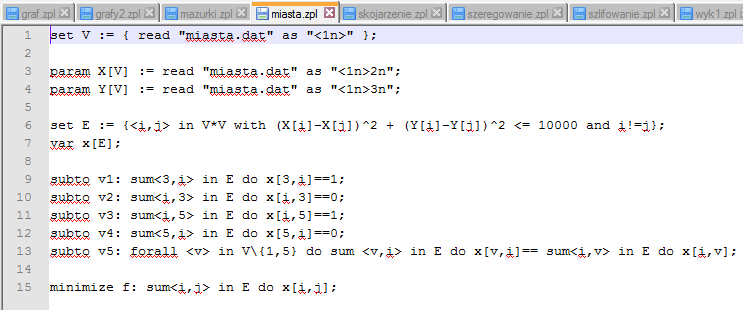 graf.zpl grafy2.zpl mazurki.zpl miasta.zpl skojarzenie.zpl szeregowanie.zpl szlifowanie.zpl wyk1.zpl
1 set V := { read "miasta.dat" as "<1n>" };
2
3 param X[V] := read "miasta.dat" as "<1n>2n";
4 param Y[V] := read "miasta.dat" as "<1n>3n";
5
6 set E := {<i,j> in V*V with (X[i]-X[j])^2 + (Y[i]-Y[j])^2 <= 10000 and i!=j};
7 var x[E];
8
9 subto v1: sum<3,i> in E do x[3,i]==1;
10 subto v2: sum<i,3> in E do x[i,3]==0;
11 subto v3: sum<i,5> in E do x[i,5]==1;
12 subto v4: sum<5,i> in E do x[5,i]==0;
13 subto v5: forall <v> in V\{1,5} do sum <v,i> in E do x[v,i]== sum<i,v> in E do x[i,v];
14
15 minimize f: sum<i,j> in E do x[i,j];